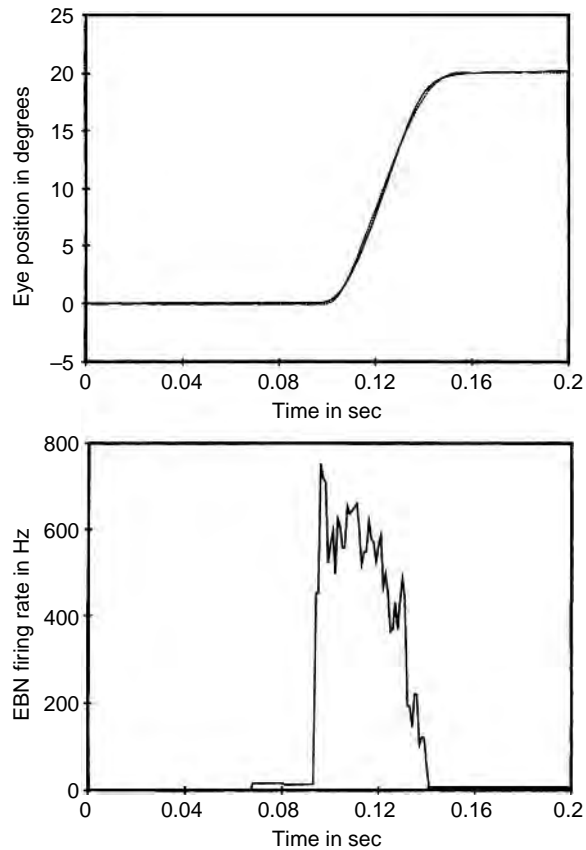 25
20
15
10
5
0
–5
Eye position in degrees
0 0.04 0.08 0.12 0.16 0.2
Time in sec
800
600
400
200
0
EBN firing rate in Hz
0 0.04 0.08 0.12 0.16 0.2
Time in sec